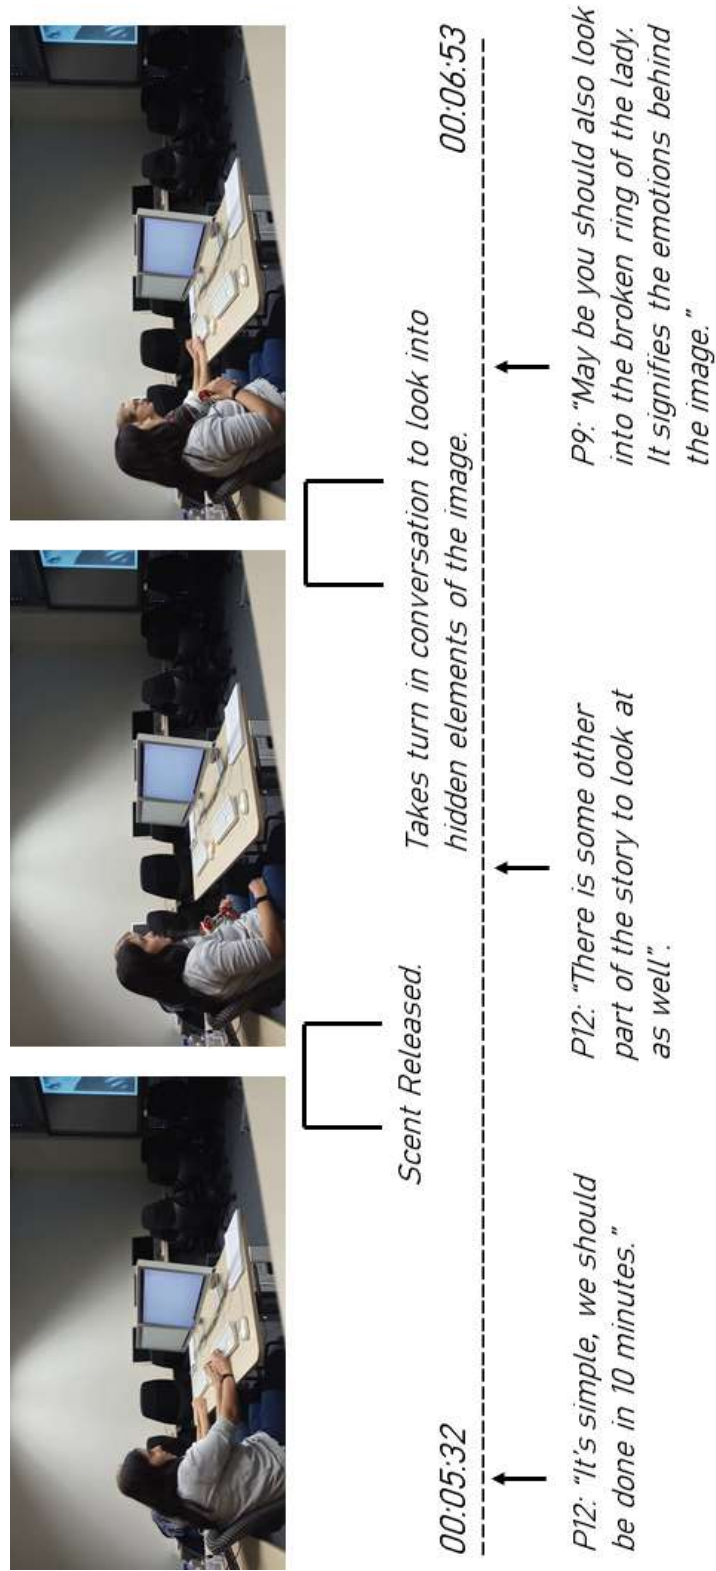 Scent Released.
Takes turn in conversation to look into
hidden elements of the image.
00:05:32
00:06:53
P12: “It’s simple, we should
be done in 10 minutes.”
P12: “There is some other
part of the story to look at
as well”.
P9: “May be you should also look
into the broken ring of the lady.
It signifies the emotions behind
the image.”